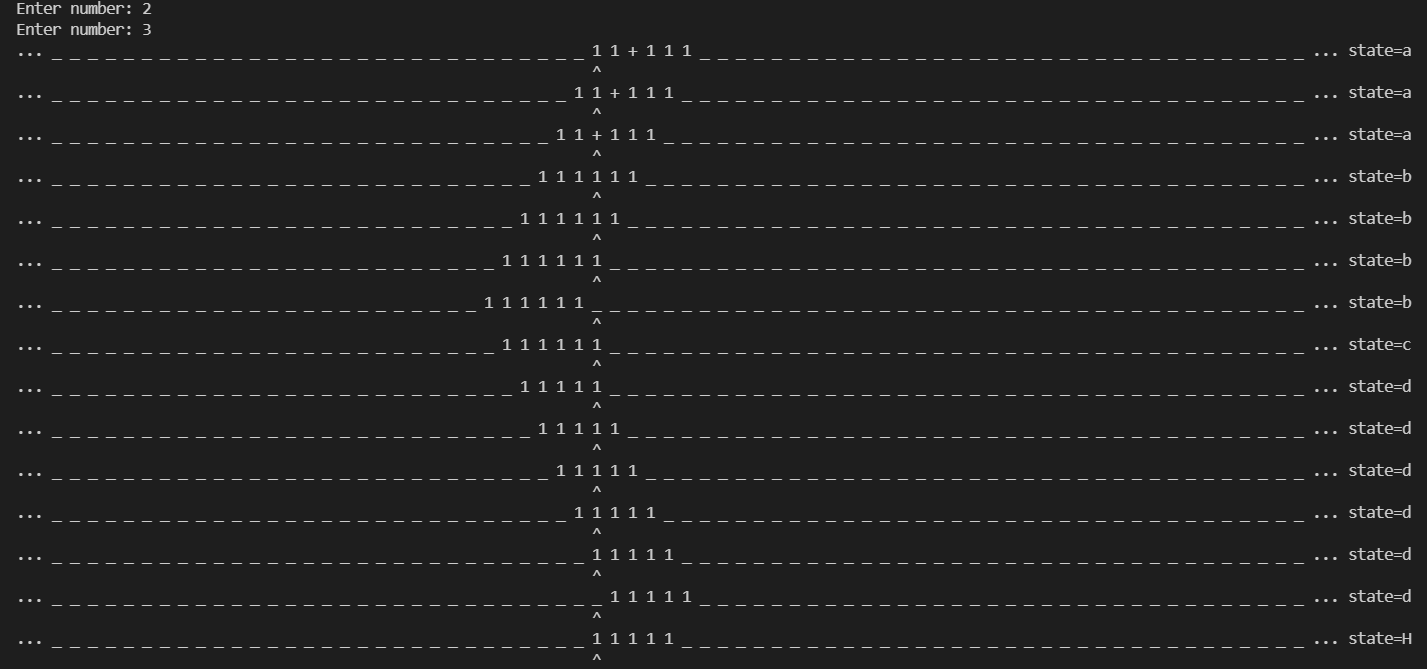 Enter number: 2
Enter number: 3
... _ _ _ _ _ _ _ _ _ _ _ _ _ _ _ _ _ _ _ _ _ _ _ _ _ _ _ _ _ _ 1 1 + 1 1 1 _ _ _ _ _ _ _ _ _ _ _ _ _ _ _ _ _ _ _ _ _ _ _ _ _ _ _ _ _ _ _ _ _ _ ... state=a
^
... _ _ _ _ _ _ _ _ _ _ _ _ _ _ _ _ _ _ _ _ _ _ _ _ _ _ _ _ _ 1 1 + 1 1 1 _ _ _ _ _ _ _ _ _ _ _ _ _ _ _ _ _ _ _ _ _ _ _ _ _ _ _ _ _ _ _ _ _ _ _ ... state=a
^
... _ _ _ _ _ _ _ _ _ _ _ _ _ _ _ _ _ _ _ _ _ _ _ _ _ _ _ _ 1 1 + 1 1 1 _ _ _ _ _ _ _ _ _ _ _ _ _ _ _ _ _ _ _ _ _ _ _ _ _ _ _ _ _ _ _ _ _ _ _ _ ... state=a
^
... _ _ _ _ _ _ _ _ _ _ _ _ _ _ _ _ _ _ _ _ _ _ _ _ _ _ _ 1 1 1 1 1 1 _ _ _ _ _ _ _ _ _ _ _ _ _ _ _ _ _ _ _ _ _ _ _ _ _ _ _ _ _ _ _ _ _ _ _ _ _ ... state=b
^
... _ _ _ _ _ _ _ _ _ _ _ _ _ _ _ _ _ _ _ _ _ _ _ _ _ _ 1 1 1 1 1 1 _ _ _ _ _ _ _ _ _ _ _ _ _ _ _ _ _ _ _ _ _ _ _ _ _ _ _ _ _ _ _ _ _ _ _ _ _ _ ... state=b
^
... _ _ _ _ _ _ _ _ _ _ _ _ _ _ _ _ _ _ _ _ _ _ _ _ _ 1 1 1 1 1 1 _ _ _ _ _ _ _ _ _ _ _ _ _ _ _ _ _ _ _ _ _ _ _ _ _ _ _ _ _ _ _ _ _ _ _ _ _ _ _ ... state=b
^
... _ _ _ _ _ _ _ _ _ _ _ _ _ _ _ _ _ _ _ _ _ _ _ _ 1 1 1 1 1 1 _ _ _ _ _ _ _ _ _ _ _ _ _ _ _ _ _ _ _ _ _ _ _ _ _ _ _ _ _ _ _ _ _ _ _ _ _ _ _ _ ... state=b
^
... _ _ _ _ _ _ _ _ _ _ _ _ _ _ _ _ _ _ _ _ _ _ _ _ _ 1 1 1 1 1 1 _ _ _ _ _ _ _ _ _ _ _ _ _ _ _ _ _ _ _ _ _ _ _ _ _ _ _ _ _ _ _ _ _ _ _ _ _ _ _ ... state=c
^
... _ _ _ _ _ _ _ _ _ _ _ _ _ _ _ _ _ _ _ _ _ _ _ _ _ _ 1 1 1 1 1 _ _ _ _ _ _ _ _ _ _ _ _ _ _ _ _ _ _ _ _ _ _ _ _ _ _ _ _ _ _ _ _ _ _ _ _ _ _ _ ... state=d
^
... _ _ _ _ _ _ _ _ _ _ _ _ _ _ _ _ _ _ _ _ _ _ _ _ _ _ _ 1 1 1 1 1 _ _ _ _ _ _ _ _ _ _ _ _ _ _ _ _ _ _ _ _ _ _ _ _ _ _ _ _ _ _ _ _ _ _ _ _ _ _ ... state=d
^
... _ _ _ _ _ _ _ _ _ _ _ _ _ _ _ _ _ _ _ _ _ _ _ _ _ _ _ _ 1 1 1 1 1 _ _ _ _ _ _ _ _ _ _ _ _ _ _ _ _ _ _ _ _ _ _ _ _ _ _ _ _ _ _ _ _ _ _ _ _ _ ... state=d
^
... _ _ _ _ _ _ _ _ _ _ _ _ _ _ _ _ _ _ _ _ _ _ _ _ _ _ _ _ _ 1 1 1 1 1 _ _ _ _ _ _ _ _ _ _ _ _ _ _ _ _ _ _ _ _ _ _ _ _ _ _ _ _ _ _ _ _ _ _ _ _ ... state=d
^
... _ _ _ _ _ _ _ _ _ _ _ _ _ _ _ _ _ _ _ _ _ _ _ _ _ _ _ _ _ _ 1 1 1 1 1 _ _ _ _ _ _ _ _ _ _ _ _ _ _ _ _ _ _ _ _ _ _ _ _ _ _ _ _ _ _ _ _ _ _ _ ... state=d
^
... _ _ _ _ _ _ _ _ _ _ _ _ _ _ _ _ _ _ _ _ _ _ _ _ _ _ _ _ _ _ _ 1 1 1 1 1 _ _ _ _ _ _ _ _ _ _ _ _ _ _ _ _ _ _ _ _ _ _ _ _ _ _ _ _ _ _ _ _ _ _ ... state=d
^
... _ _ _ _ _ _ _ _ _ _ _ _ _ _ _ _ _ _ _ _ _ _ _ _ _ _ _ _ _ _ 1 1 1 1 1 _ _ _ _ _ _ _ _ _ _ _ _ _ _ _ _ _ _ _ _ _ _ _ _ _ _ _ _ _ _ _ _ _ _ _ ... state=H
^